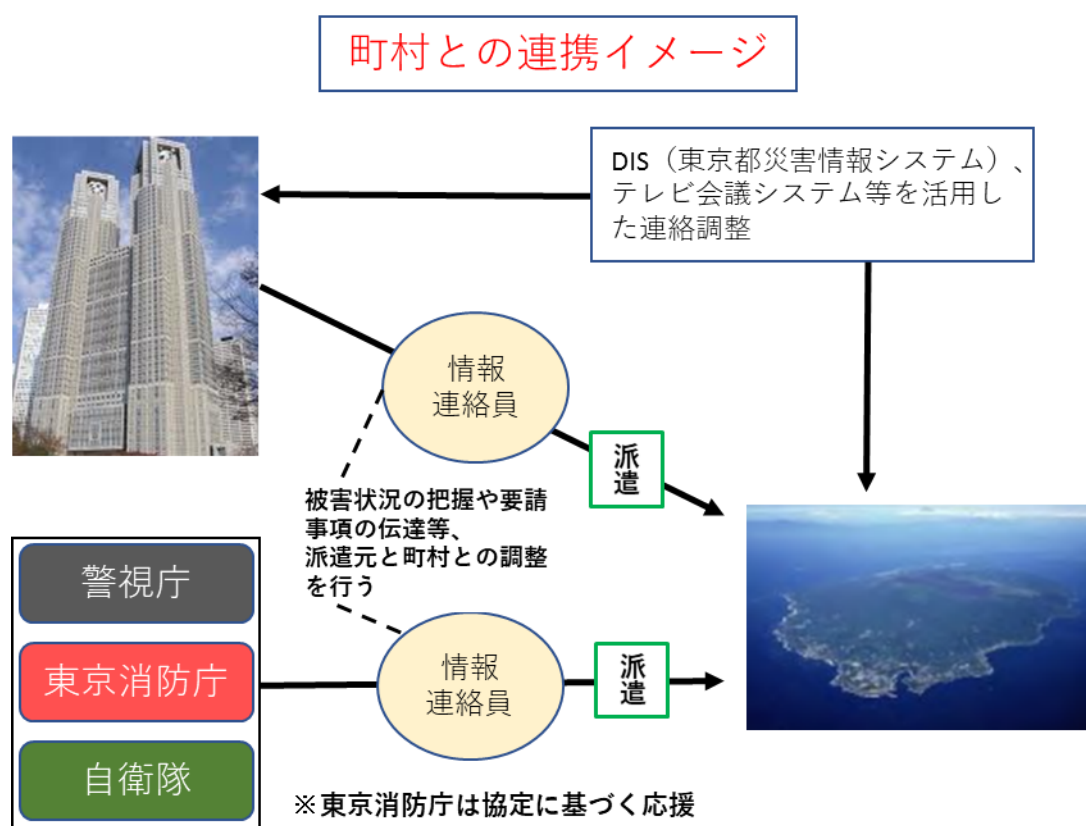 町村との連携イメージ
DIS（東京都災害情報システム）、
テレビ会議システム等を活用し
た連絡調整
情報
連絡員
派
遣
被害状況の把握や要請
事項の伝達等、
派遣元と町村との調整
を行う
警視庁
東京消防庁
自衛隊
情報
連絡員
派
遣
※東京消防庁は協定に基づく応援